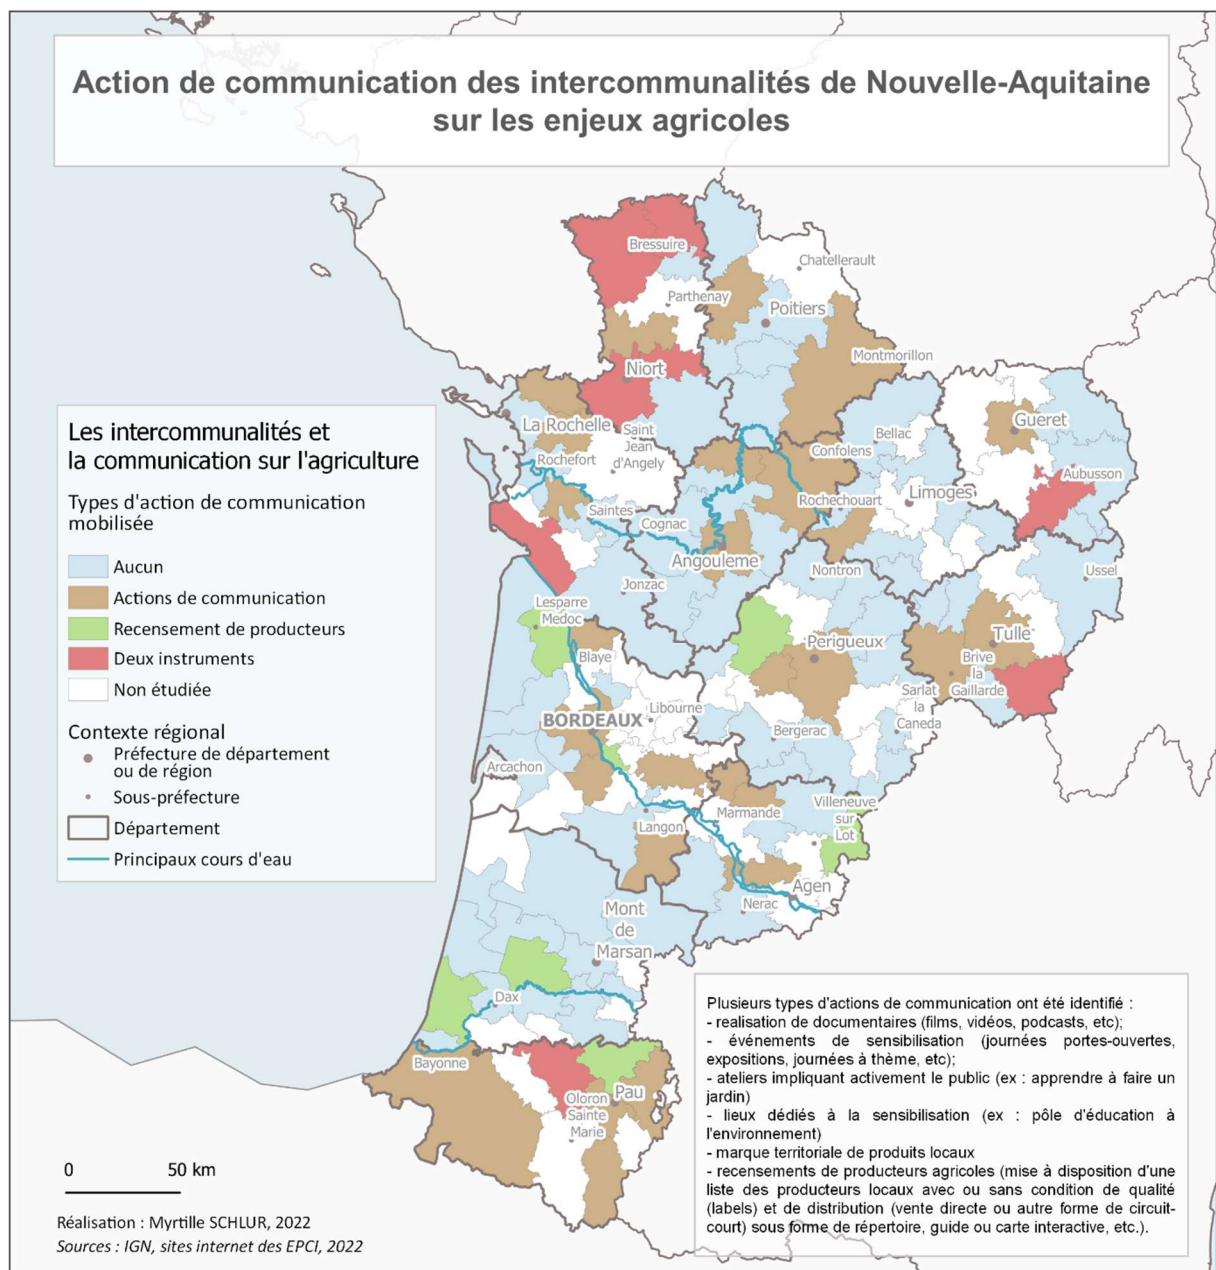 Action de communication des intercommunalités de Nouvelle-Aquitaine
sur les enjeux agricoles
Bressuire
Chatellerault
Parthenay
Poitiers
Montmorillon
Niort
La Rochelle
Saint
Jean
d'Angely
Gueret
Bellac
Confolens
Rochefort
Aubusson
Limoges
Rochechouart
Saintes
Cognac
Angouleme
Nontron
Ussel
Jonzac
Lesparre
Medoc
Perigueux
Tulle
Brive
la
Gaillarde
Blaye
Sarlat
la
Caneda
Libourne
BORDEAUX
Bergerac
Arcachon
Villeneuve
sur
Lot
Marmande
Langon
Agen
Nerac
Mont
de
Marsan
Dax
Bayonne
Pau
Oloron
Sainte
Marie
Les intercommunalités et
la communication sur l'agriculture
Types d'action de communication
mobilisée
Aucun
Actions de communication
Recensement de producteurs
Deux instruments
Non étudiée
Contexte régional
Préfecture de département
ou de région
Sous-préfecture
Département
Principaux cours d'eau
Plusieurs types d'actions de communication ont été identifié :
- realisation de documentaires (films, vidéos, podcasts, etc);
- événements de sensibilisation (journées portes-ouvertes,
expositions, journées à thème, etc);
- ateliers impliquant activement le public (ex : apprendre à faire un
jardin)
- lieux dédiés à la sensibilisation (ex : pôle d'éducation à
l'environnement)
- marque territoriale de produits locaux
- recensements de producteurs agricoles (mise à disposition d'une
liste des producteurs locaux avec ou sans condition de qualité
(labels) et de distribution (vente directe ou autre forme de circuit-
court) sous forme de répertoire, guide ou carte interactive, etc.).
0 50 km
Réalisation : Myrtille SCHLUR, 2022
Sources : IGN, sites internet des EPCI, 2022